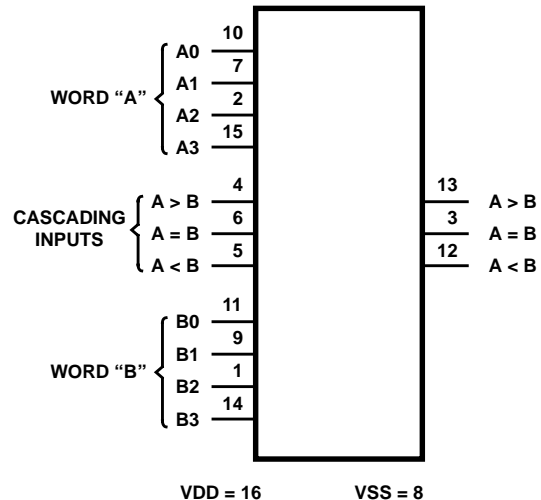 10
A0
7
A1
WORD “A”
2
A2
15
A3
4
A > B
13
A > B
CASCADING
INPUTS
6
A = B
3
A = B
5
A < B
12
A < B
11
B0
9
B1
WORD “B”
1
B2
14
B3
VDD = 16 VSS = 8